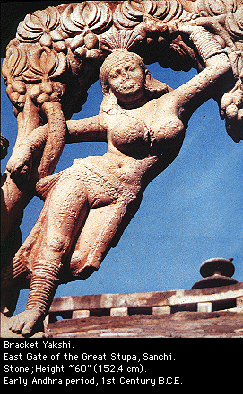 Bracket Yakshi.
East Gate of the Great Stupa, Sanchi.
Stone; Height ~60" (152.4 cm).
Early Andhra period, 1st Century B.C.E.